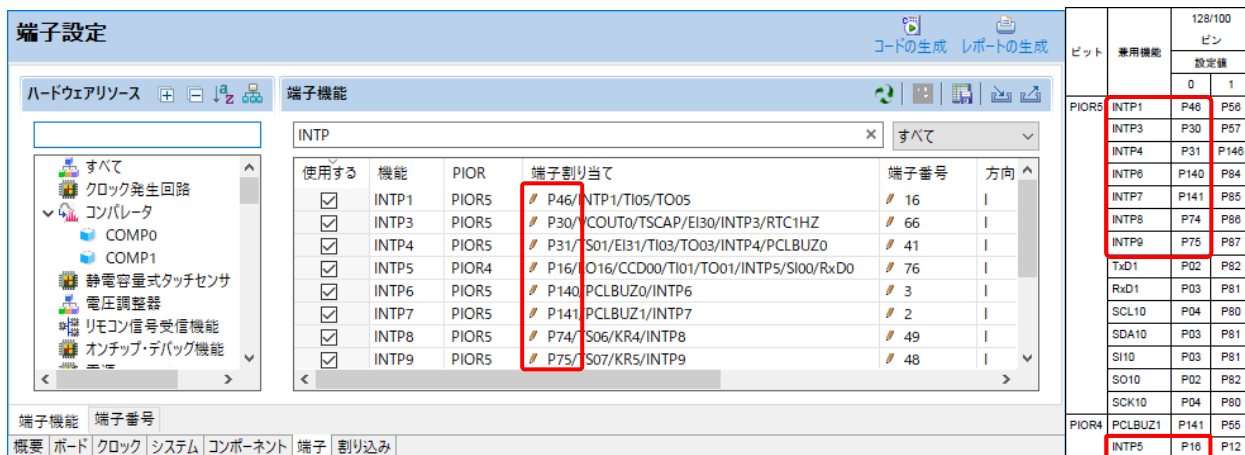 端子設定
コードの生成 レポートの生成
ハードウェアリソース
端子機能
INTP
すべて
すべて
クロック発生回路
コンパレータ
COMP0
COMP1
静電容量式タッチセンサ
電圧調整器
リモコン信号受信機能
オンチップ・デバッグ機能
使用する 機能 PIOR 端子割り当て 端子番号 方向
INTP1 PIOR5 P46/INTP1/TI05/TO05 16 I
INTP3 PIOR5 P30/VCOUT0/TSCAP/EI30/INTP3/RTC1HZ 66 I
INTP4 PIOR5 P31/TS01/EI31/TI03/TO03/INTP4/PCLBUZ0 41 I
INTP5 PIOR4 P16/EO16/CCD00/TI01/TO01/INTP5/SI00/RxD0 76 I
INTP6 PIOR5 P140/PCLBUZ0/INTP6 3 I
INTP7 PIOR5 P141/PCLBUZ1/INTP7 2 I
INTP8 PIOR5 P74/TS06/KR4/INTP8 49 I
INTP9 PIOR5 P75/TS07/KR5/INTP9 48 I
端子機能 端子番号
概要 ボード クロック システム コンポーネント 端子 割り込み
ビット 兼用機能 128/100
ピン
設定値
0 1
PIOR5 INTP1 P46 P56
INTP3 P30 P57
INTP4 P31 P146
INTP6 P140 P84
INTP7 P141 P85
INTP8 P74 P86
INTP9 P75 P87
TxD1 P02 P82
RxD1 P03 P81
SCL10 P04 P80
SDA10 P03 P81
SI10 P03 P81
SO10 P02 P82
SCK10 P04 P80
PIOR4 PCLBUZ1 P141 P55
INTP5 P16 P12